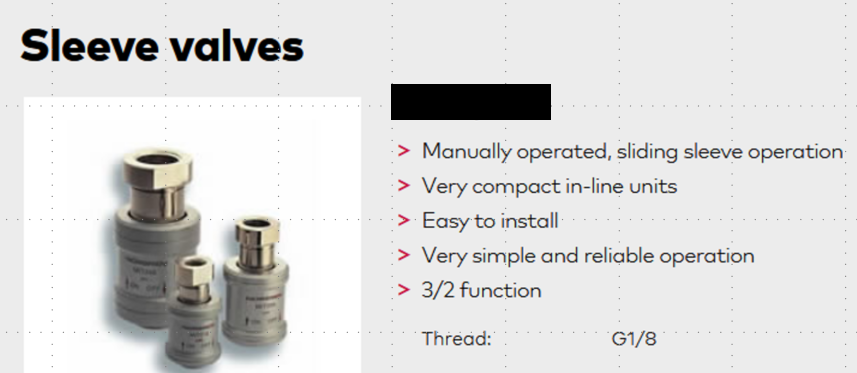 Sleeve valves
> Manually operated, sliding sleeve operation
> Very compact in-line units
> Easy to install
> Very simple and reliable operation
> 3/2 function
Thread: G1/8